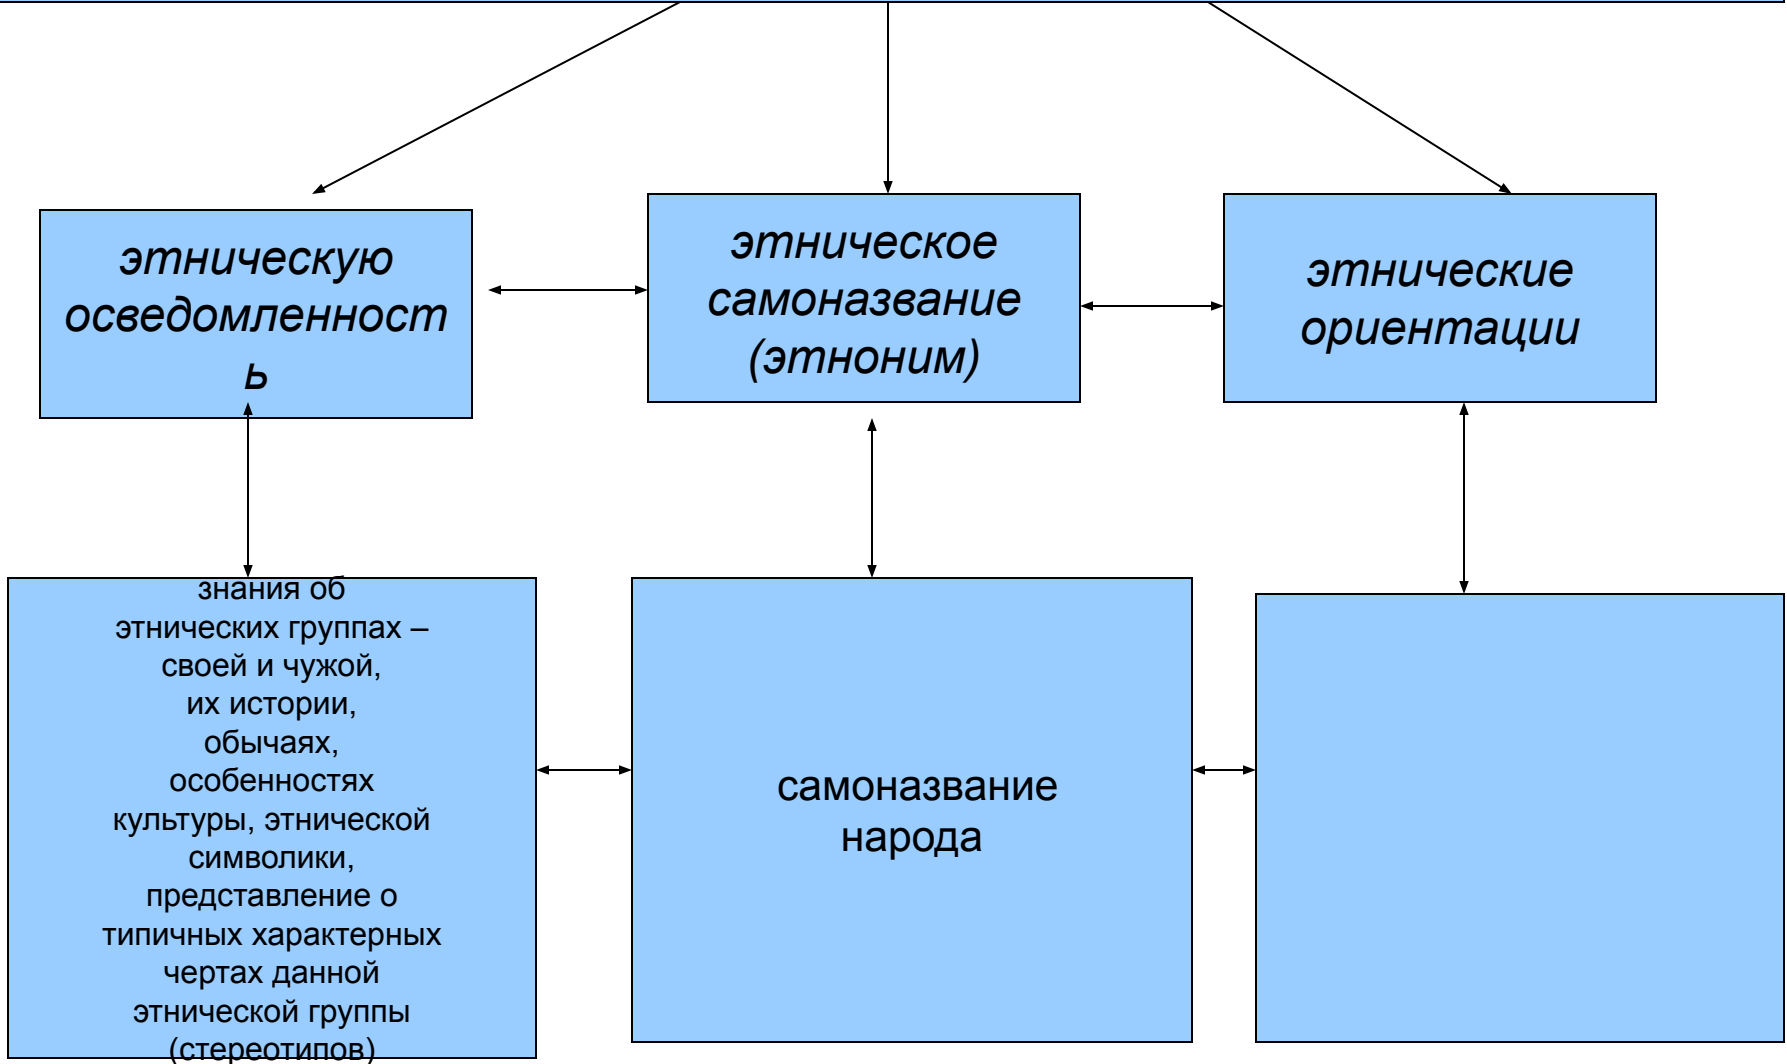 этническую
осведомленност
ь
этническое
самоназвание
(этноним)
этнические
ориентации
знания об
этнических группах –
своей и чужой,
их истории,
обычаях,
особенностях
культуры, этнической
символики,
представление о
типичных характерных
чертах данной
этнической группы
(стереотипов)
самоназвание
народа